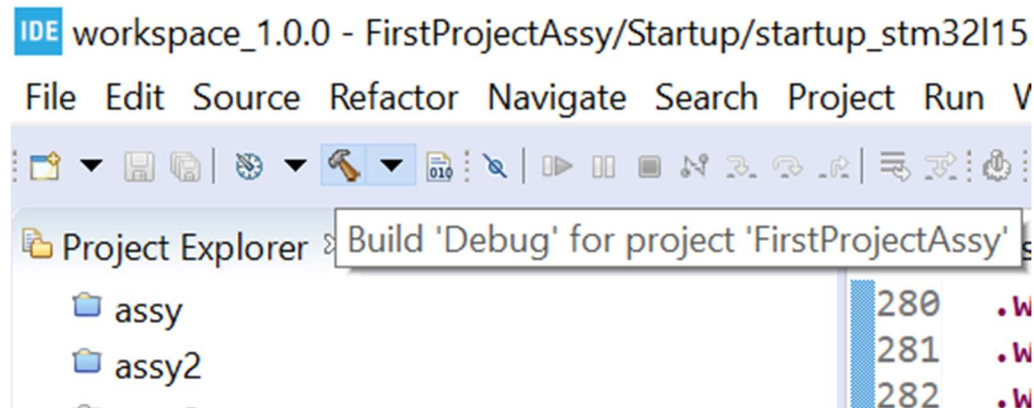 IDE workspace_1.0.0 - FirstProjectAssy/Startup/startup_stm32l15
File Edit Source Refactor Navigate Search Project Run
010
Project Explorer
Build 'Debug' for project 'FirstProjectAssy'
assy
280 .w
assy2
281 .w
282 .w